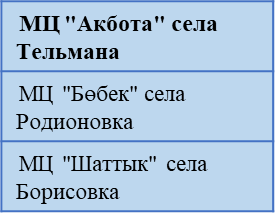 МЦ "Акбота" села
Тельмана
МЦ "Бөбек" села
Родионовка
МЦ "Шаттык" села
Борисовка